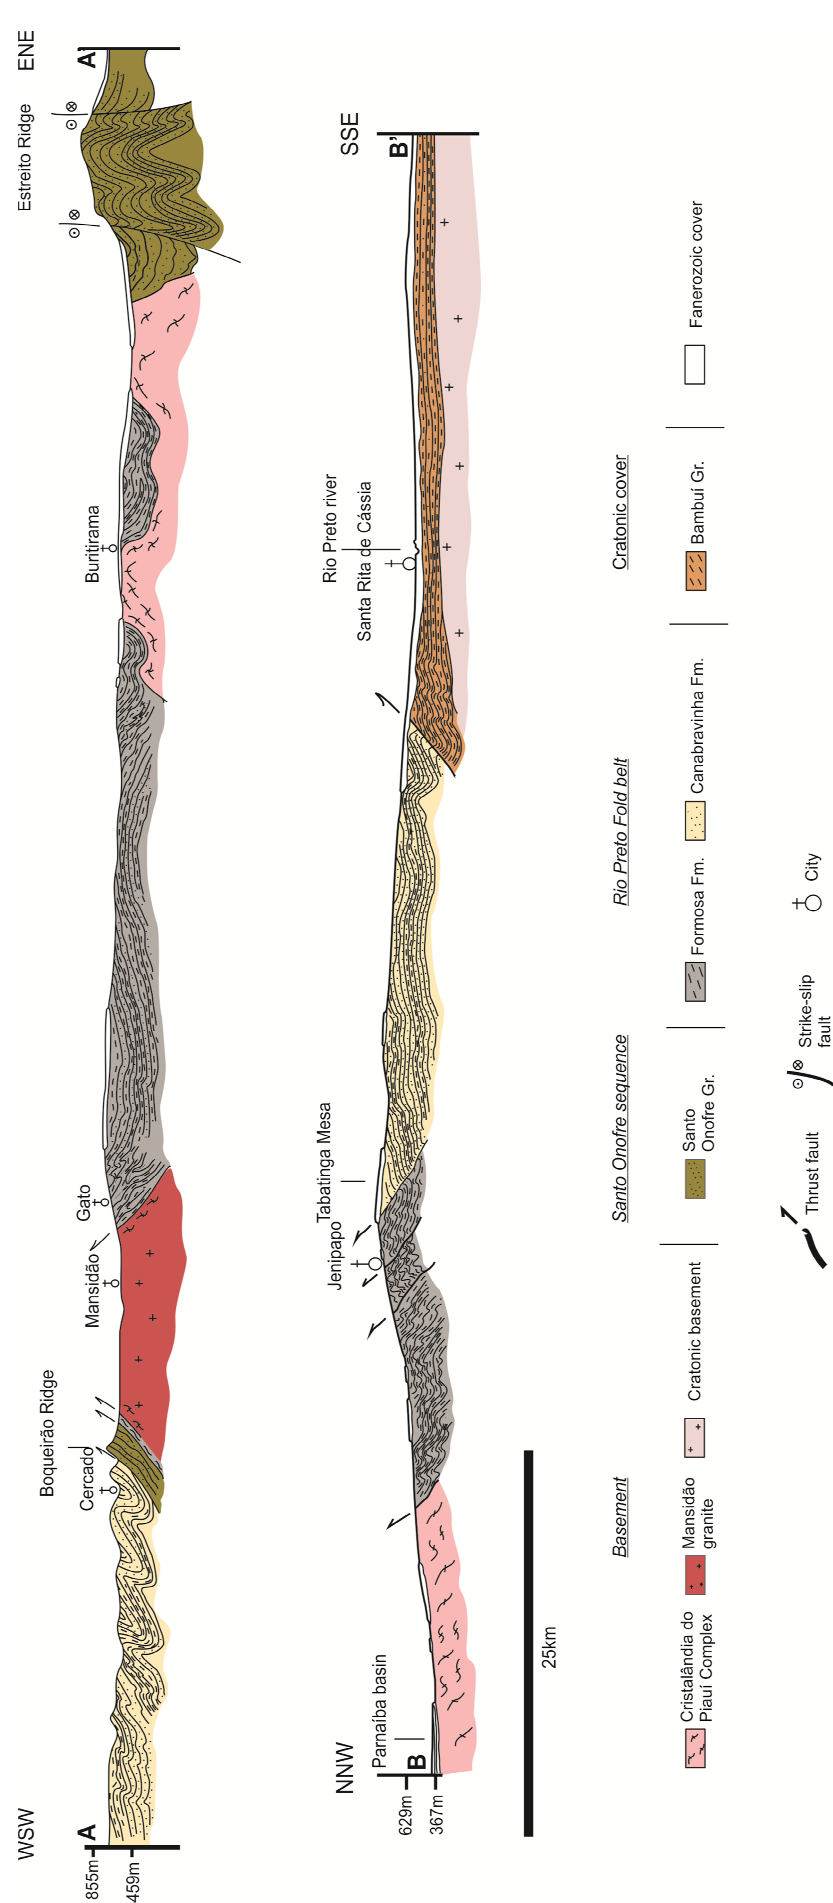 WSW
ENE
A
A'
855m
459m
Cercado
Boqueirão Ridge
Mansidão
Gato
Buritirama
Estreito Ridge
NNW
SSE
B
B'
629m
367m
Parnaíba basin
Jenipapo
Tabatinga Mesa
Santa Rita de Cássia
Rio Preto river
25km
Basement
Santo Onofre sequence
Rio Preto Fold belt
Cratonic cover
Cristalândia do
Piauí Complex
Mansidão
granite
Cratonic basement
Santo
Onofre Gr.
Formosa Fm.
Canabravinha Fm.
Bambuí Gr.
Fanerozoic cover
Thrust fault
Strike-slip
fault
City